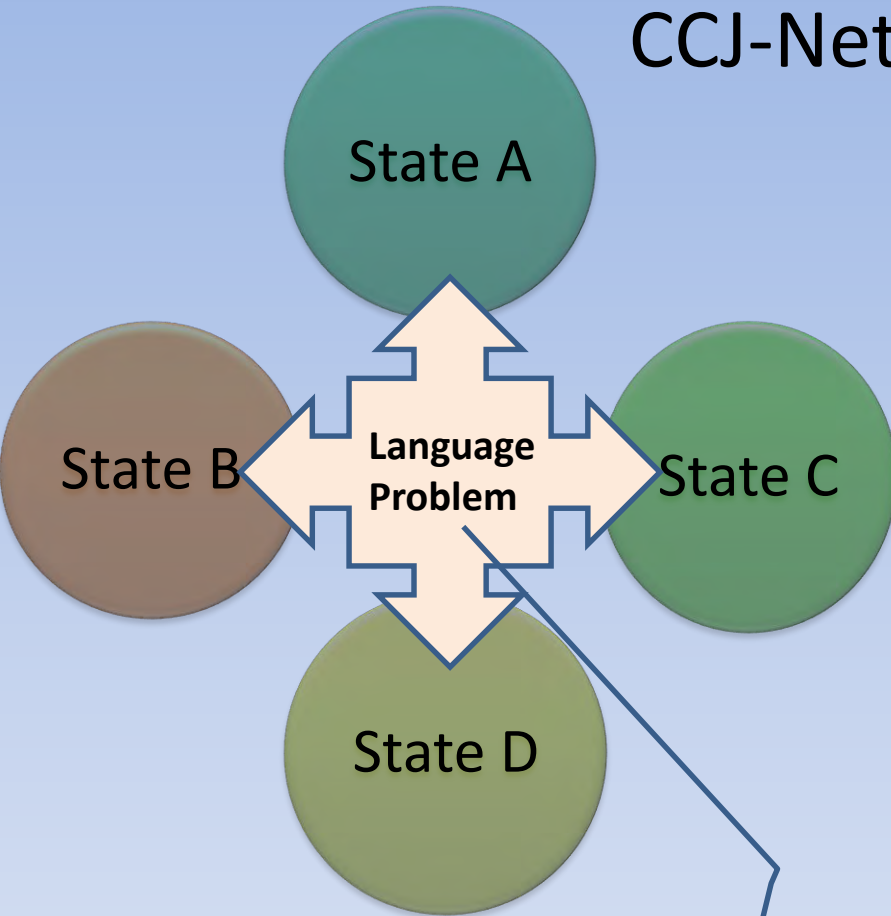 CCJ-Net
State A
State B
Language
Problem
State C
State D